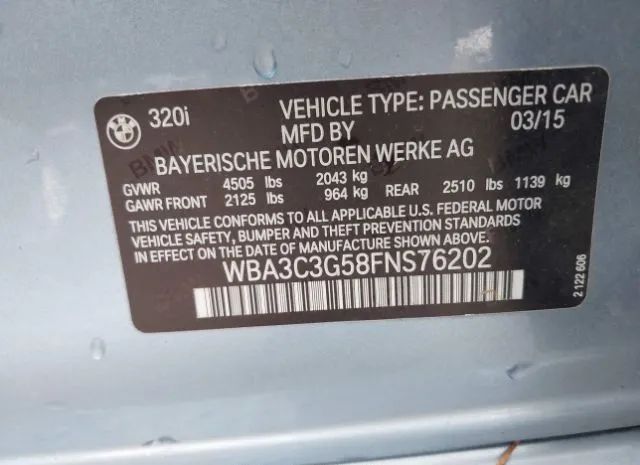 320i VEHICLE TYPE: PASSENGER CAR
MFD BY 03/15
BAYERISCHE MOTOREN WERKE AG
GVWR 4505 lbs 2043 kg
GAWR FRONT 2125 lbs 964 kg REAR 2510 lbs 1139 kg
THIS VEHICLE CONFORMS TO ALL APPLICABLE U.S. FEDERAL MOTOR
VEHICLE SAFETY, BUMPER AND THEFT PREVENTION STANDARDS IN
EFFECT ON THE DATE OF MANUFACTURE SHOWN ABOVE.
WBA3C3G58FNS76202
2 122 606